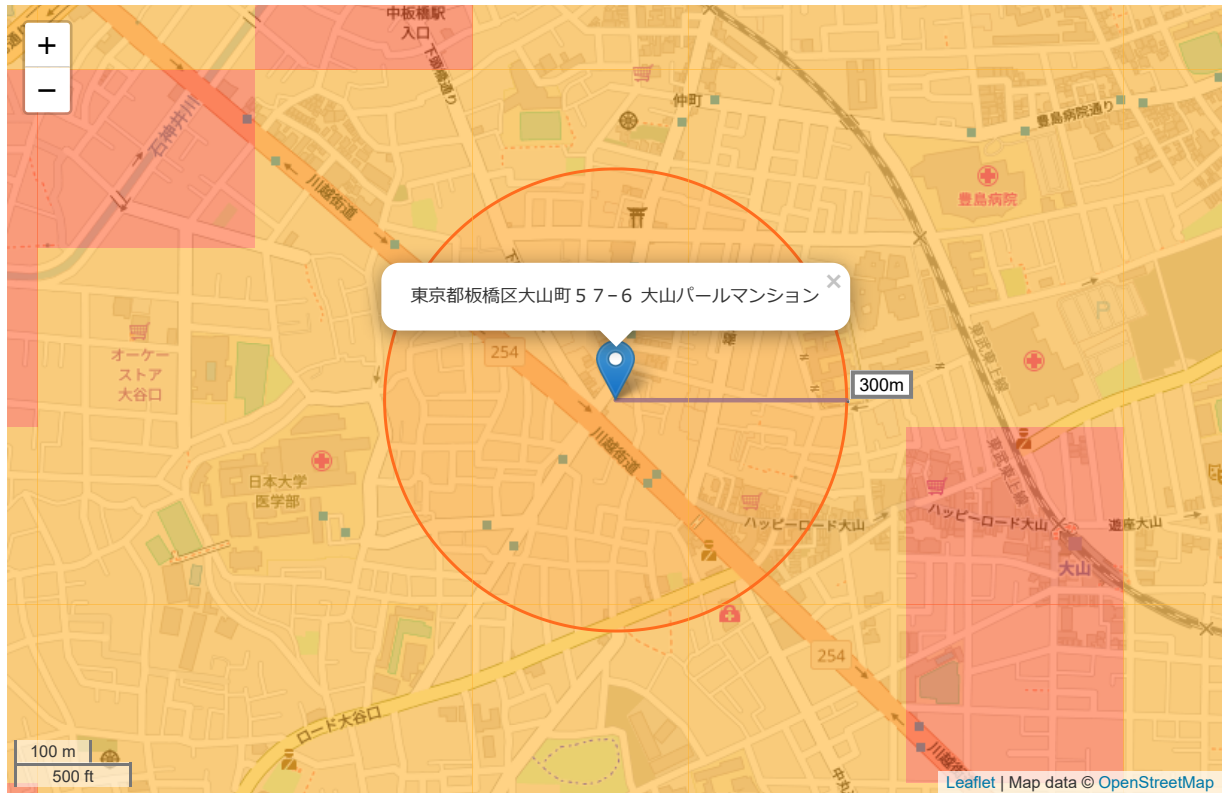 +
−
中板橋駅
入口
下頭橋通り
石神井川
仲町
豊島病院通り
川越街道
豊島病院
×
東京都板橋区大山町５７−６ 大山パールマンション
254
300m
P
東武東上線
オーケー
ストア
大谷口
川越街道
日本大学
医学部
東武東上線
ハッピーロード大山
ハッピーロード大山
遊座大山
大山
254
ロード大谷口
川越街道
100 m
500 ft
Leaflet | Map data © OpenStreetMap